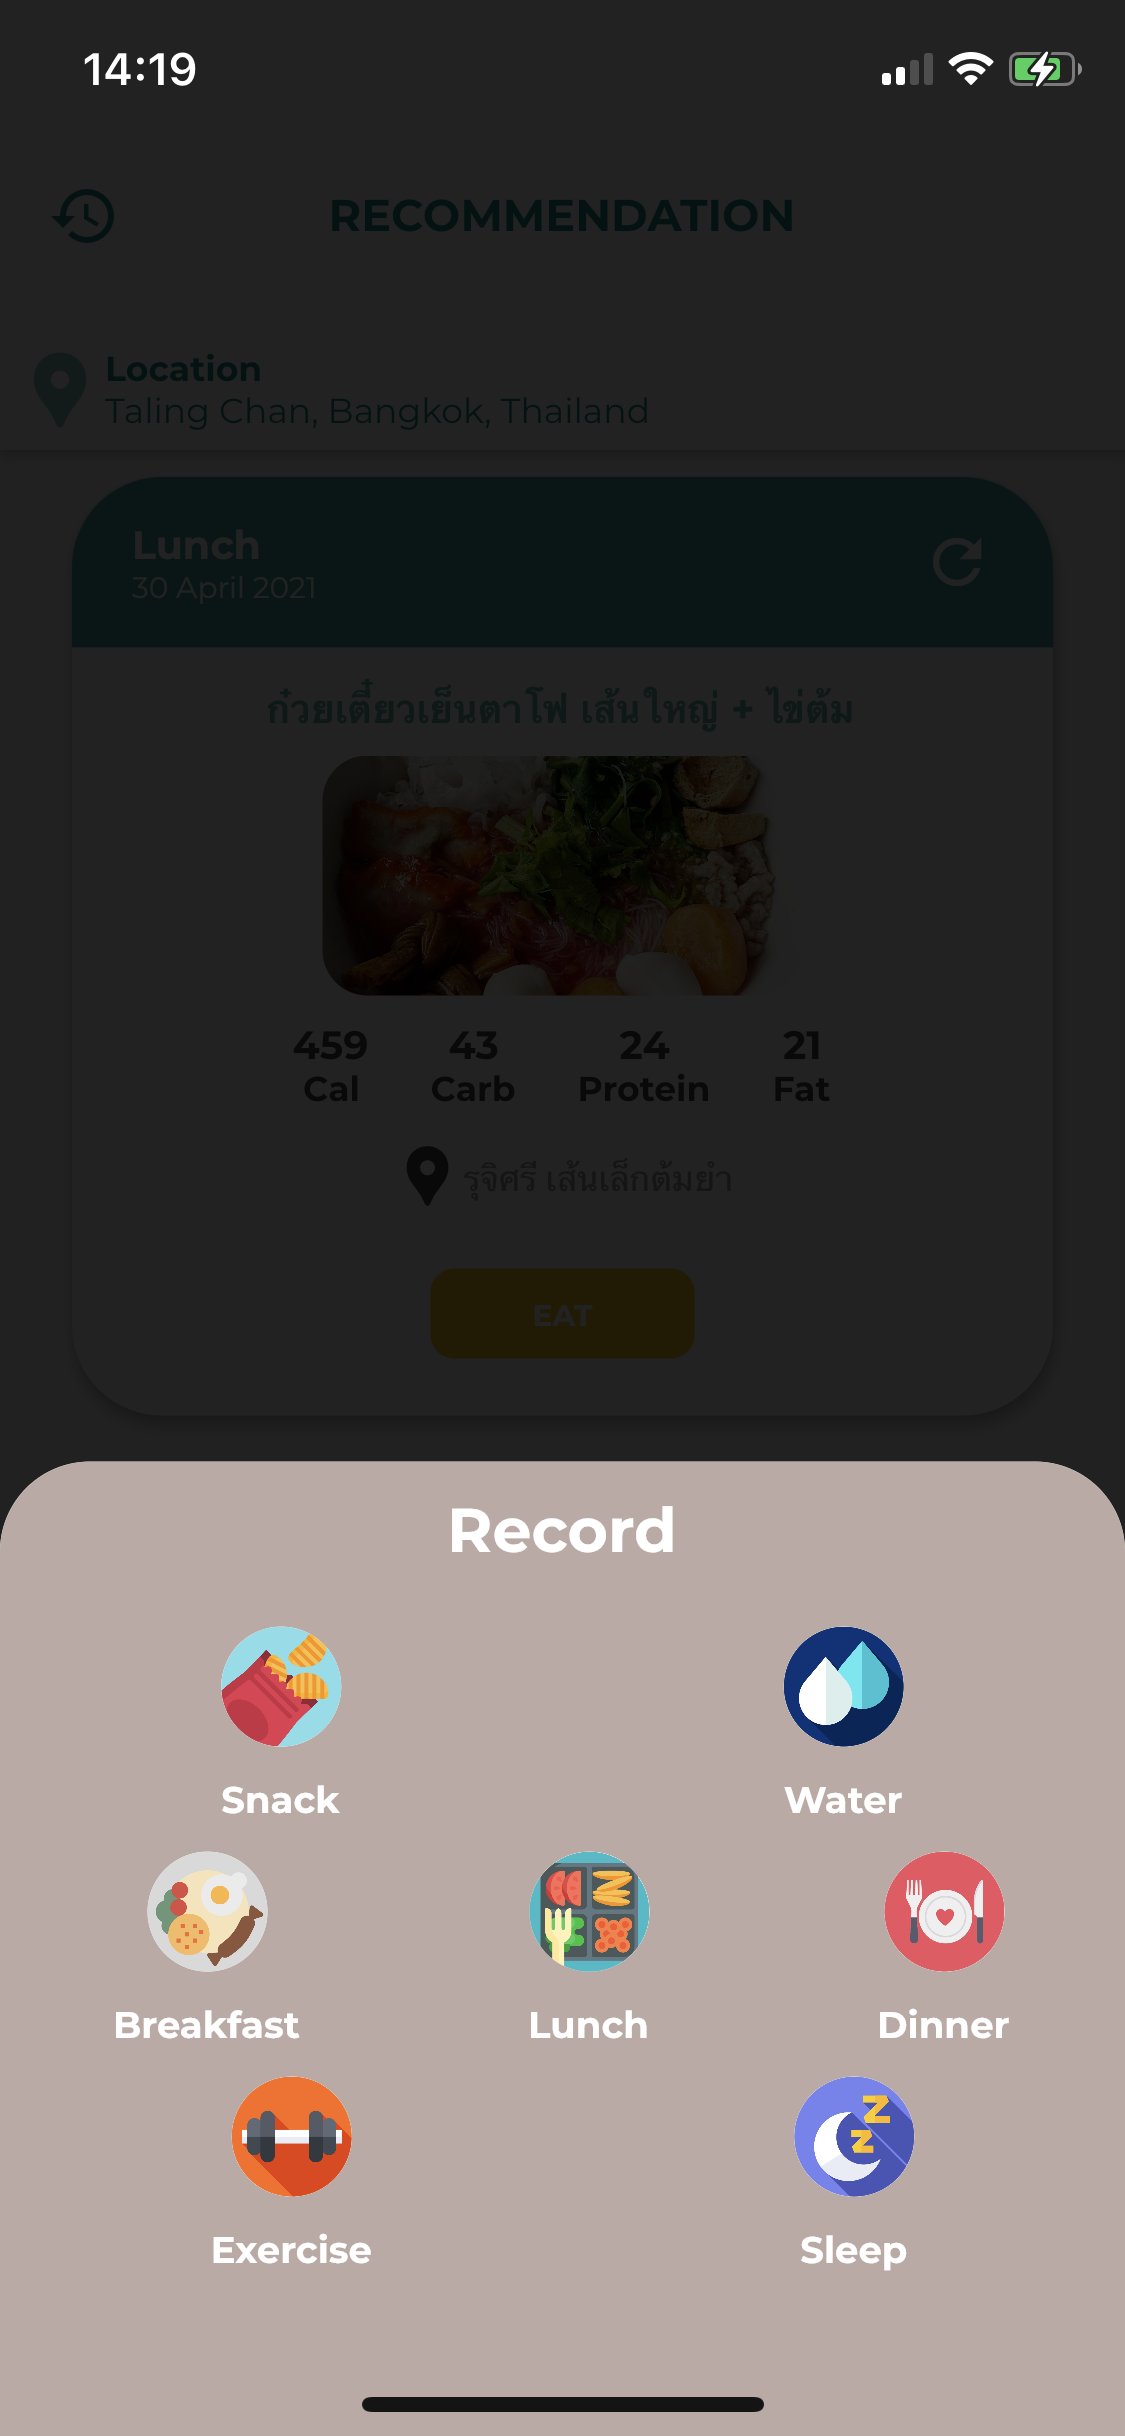 14:19
RECOMMENDATION
Location
Taling Chan, Bangkok, Thailand
Lunch
30 April 2021
ก๋วยเตี๋ยวเย็นตาโฟ เส้นใหญ่ + ไข่ต้ม
459 43 24 21
Cal Carb Protein Fat
รุจิศรี เส้นเล็กต้มยำ
EAT
Record
Snack Water
Breakfast Lunch Dinner
Exercise Sleep